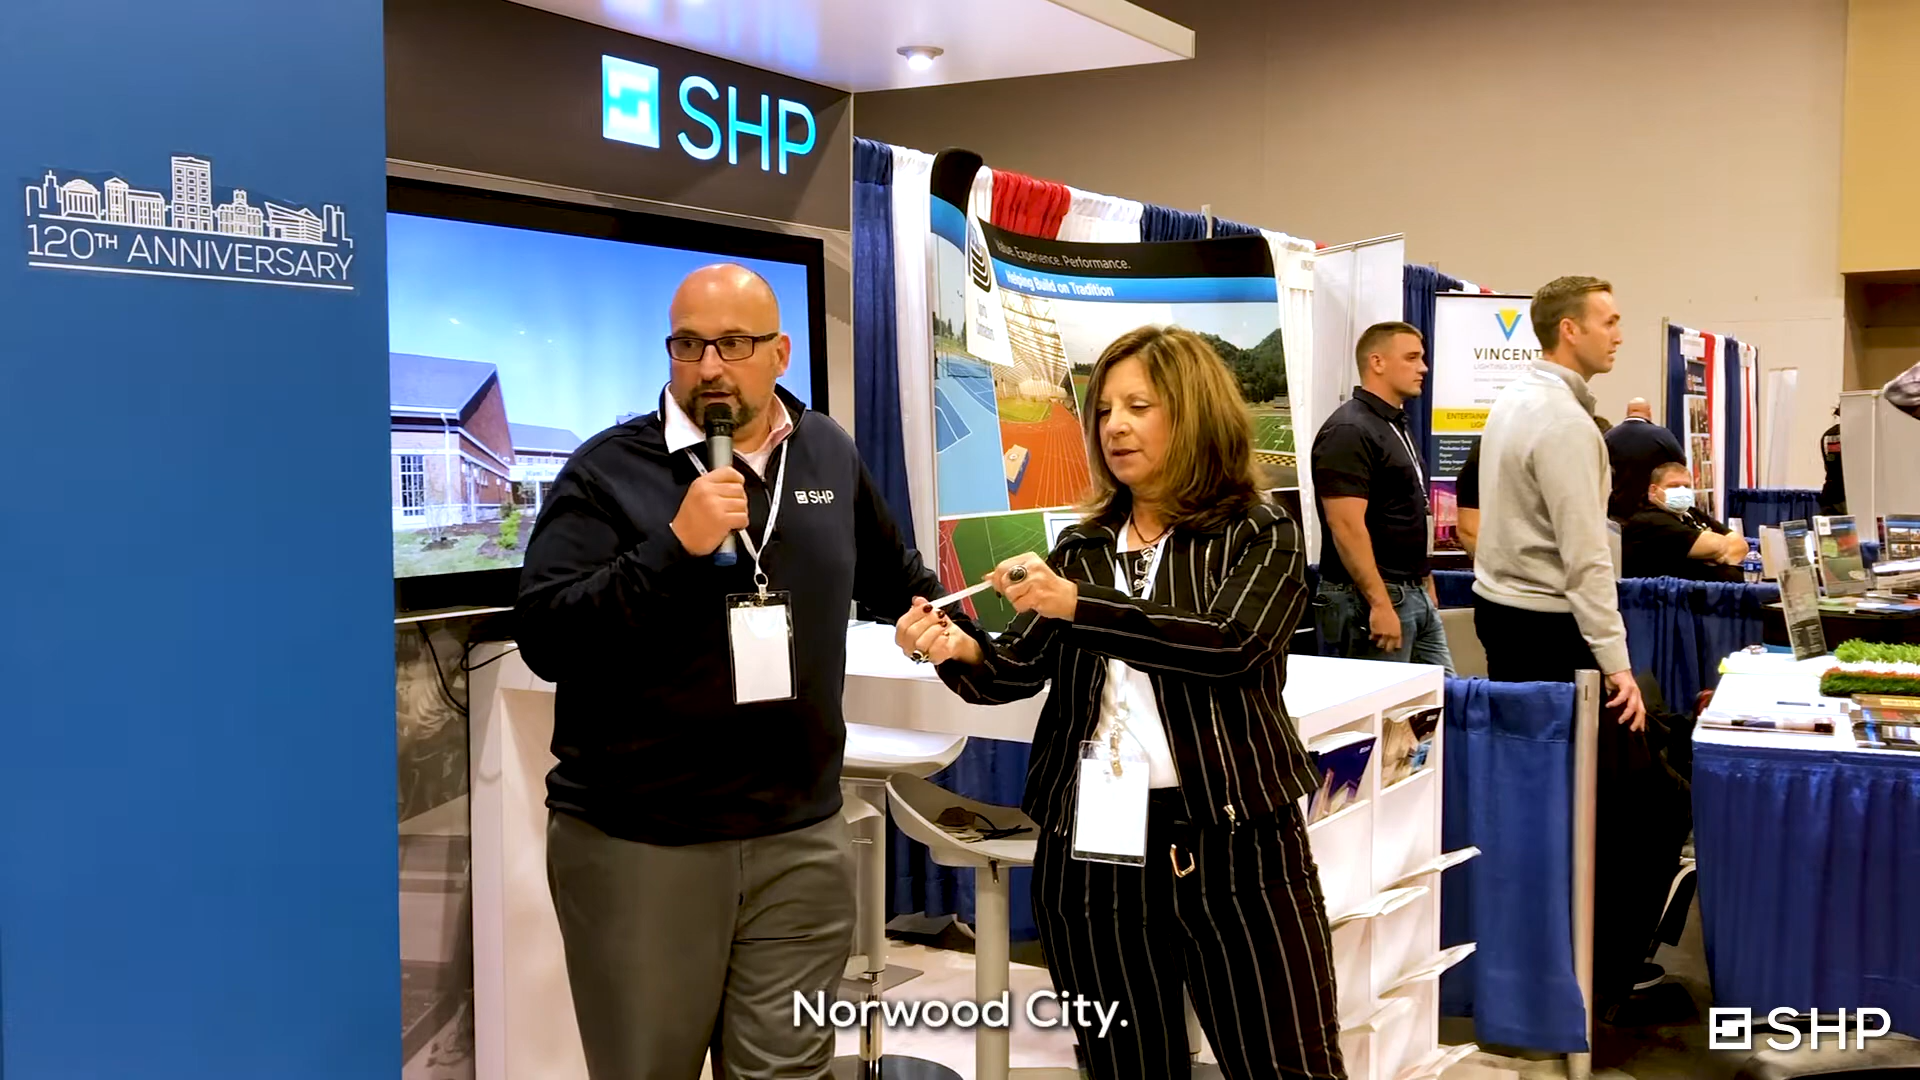 SHP
120TH ANNIVERSARY
Value. Experience. Performance.
Helping Build on Tradition
VINCENT
LIGHTING SYSTEMS
SHP
Norwood City.
SHP